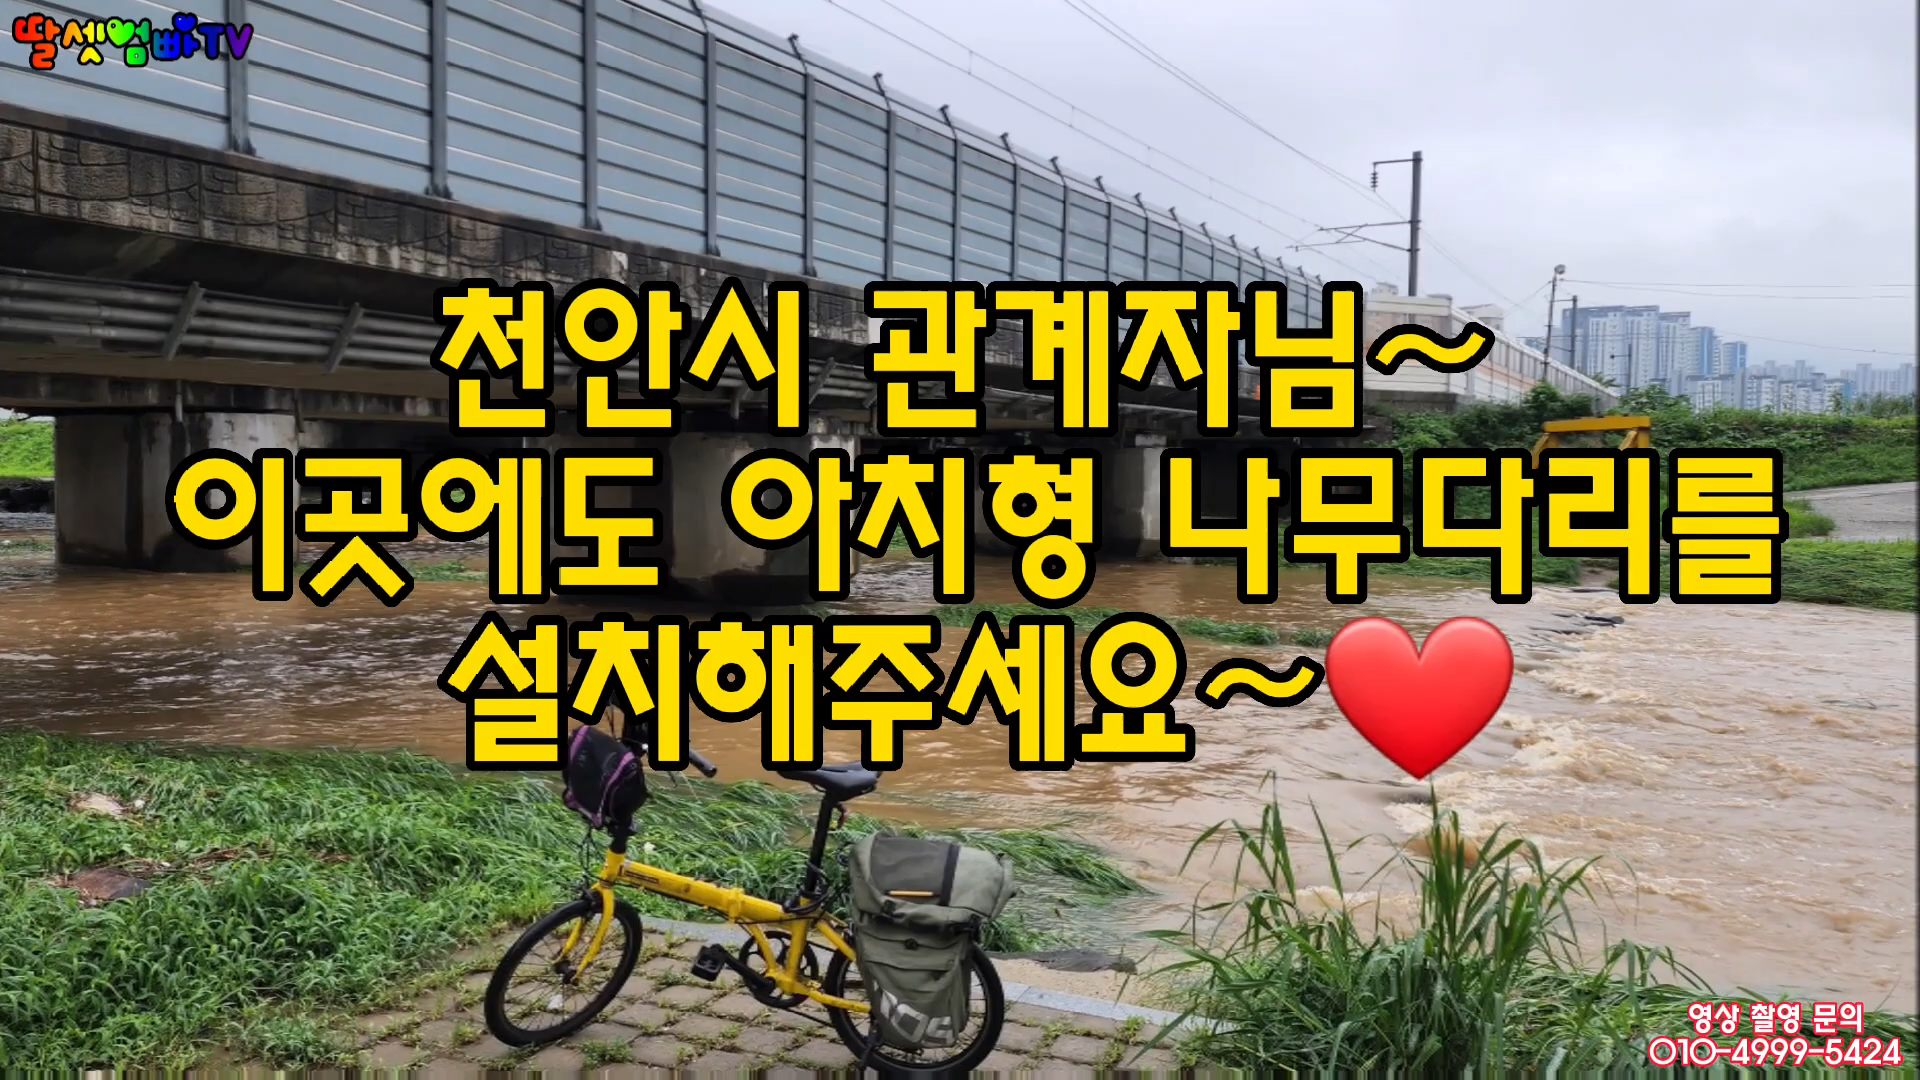 딸셋엄빠TV
천안시 관계자님~
이곳에도 아치형 나무다리를
설치해주세요~❤️
영상 촬영 문의
010-4999-5424